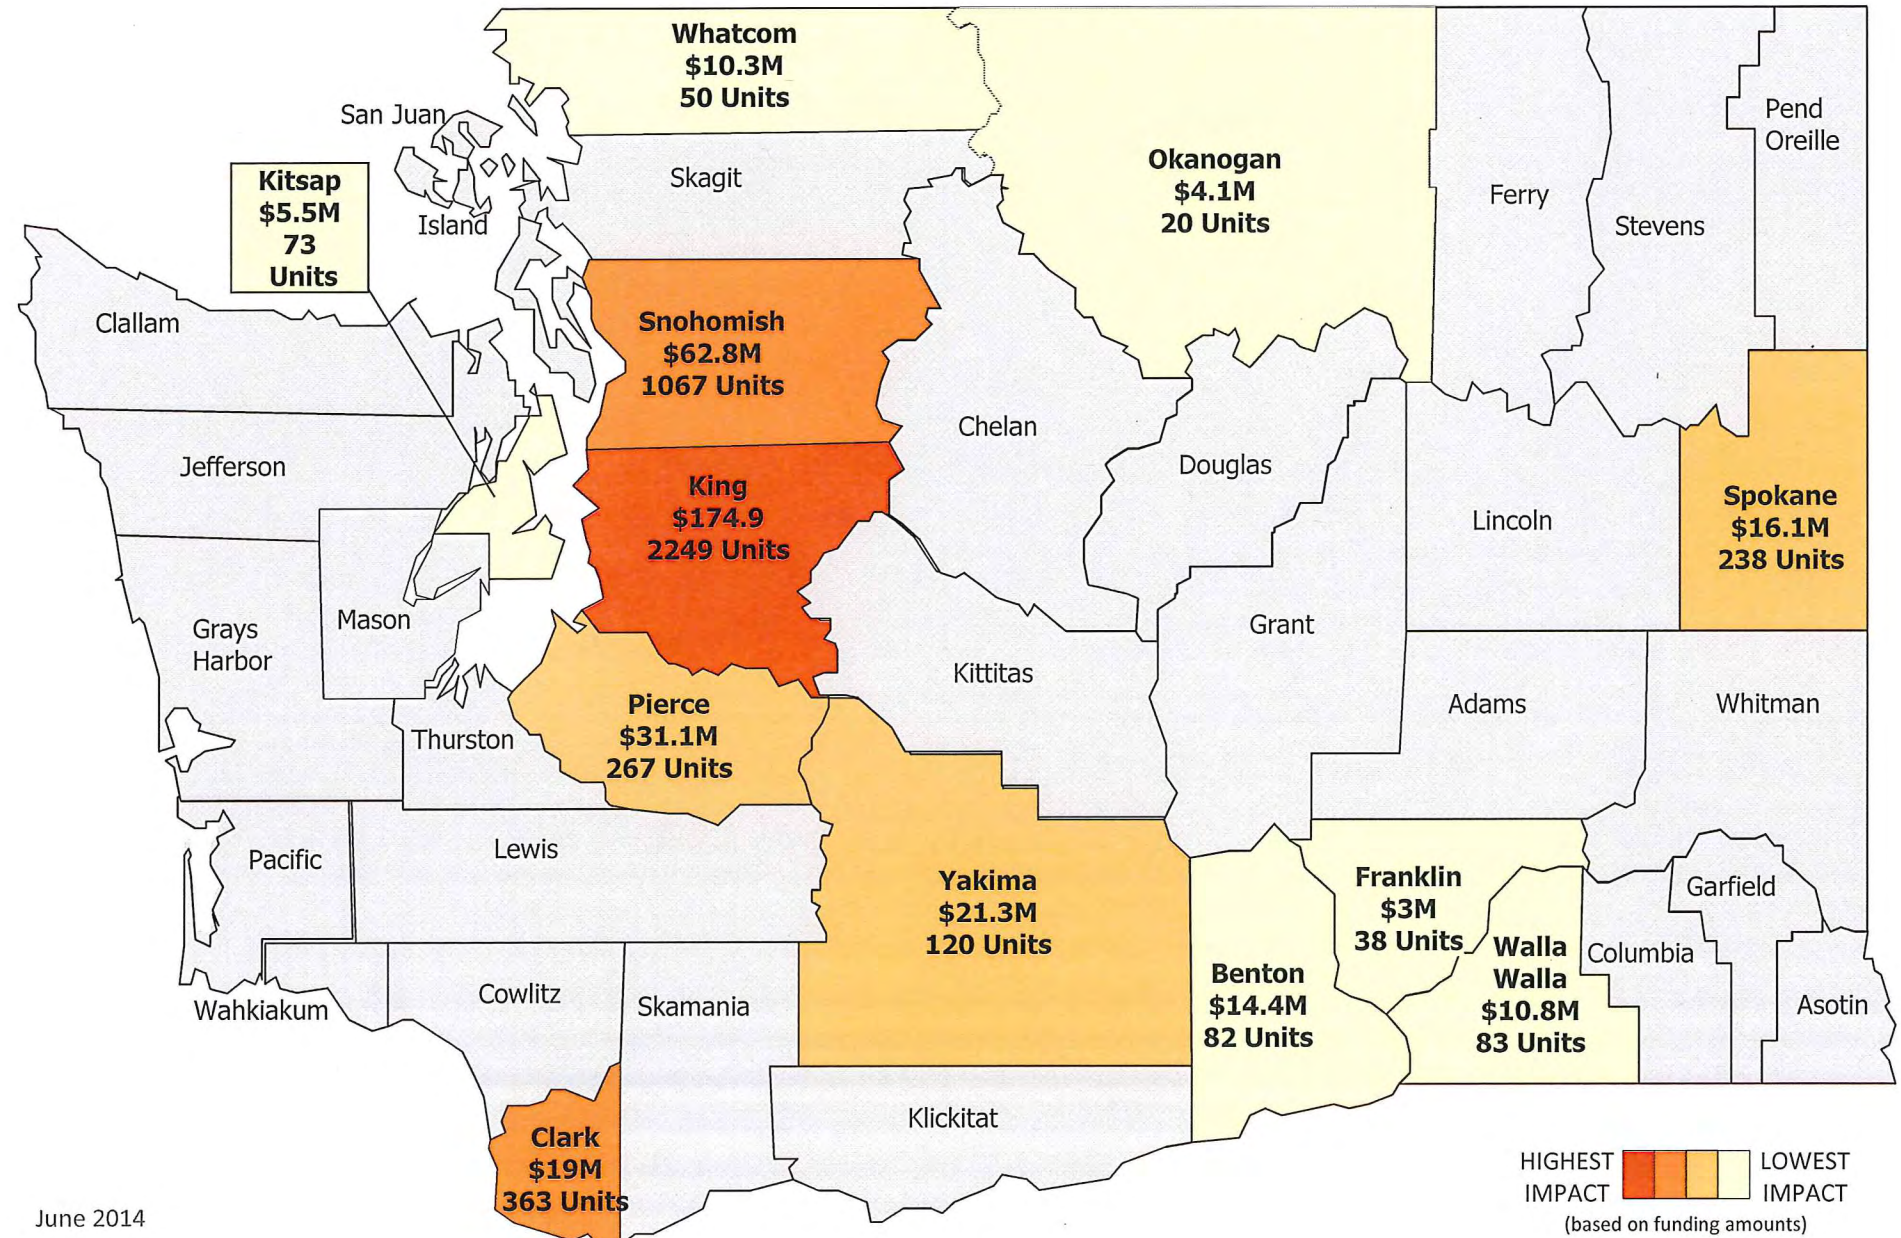 Whatcom
$10.3M
50 Units
San Juan
Island
Skagit
Okanogan
$4.1M
20 Units
Ferry
Stevens
Pend
Oreille
Kitsap
$5.5M
73
Units
Clallam
Snohomish
$62.8M
1067 Units
Chelan
Douglas
Jefferson
King
$174.9
2249 Units
Lincoln
Spokane
$16.1M
238 Units
Grays
Harbor
Mason
Kittitas
Grant
Thurston
Pierce
$31.1M
267 Units
Adams
Whitman
Pacific
Lewis
Yakima
$21.3M
120 Units
Franklin
$3M
38 Units
Garfield
Walla
Walla
$10.8M
83 Units
Columbia
Benton
$14.4M
82 Units
Asotin
Wahkiakum
Cowlitz
Skamania
Klickitat
Clark
$19M
363 Units
HIGHEST
IMPACT
LOWEST
IMPACT
(based on funding amounts)
June 2014